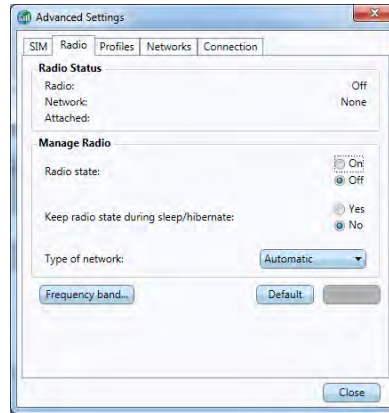 Advanced Settings
SIM Radio Profiles Networks Connection
Radio Status
Radio: Off
Network: None
Attached:
Manage Radio
On
Radio state:
Off
Yes
Keep radio state during sleep/hibernate:
No
Type of network: Automatic
Frequency band... Default
Close